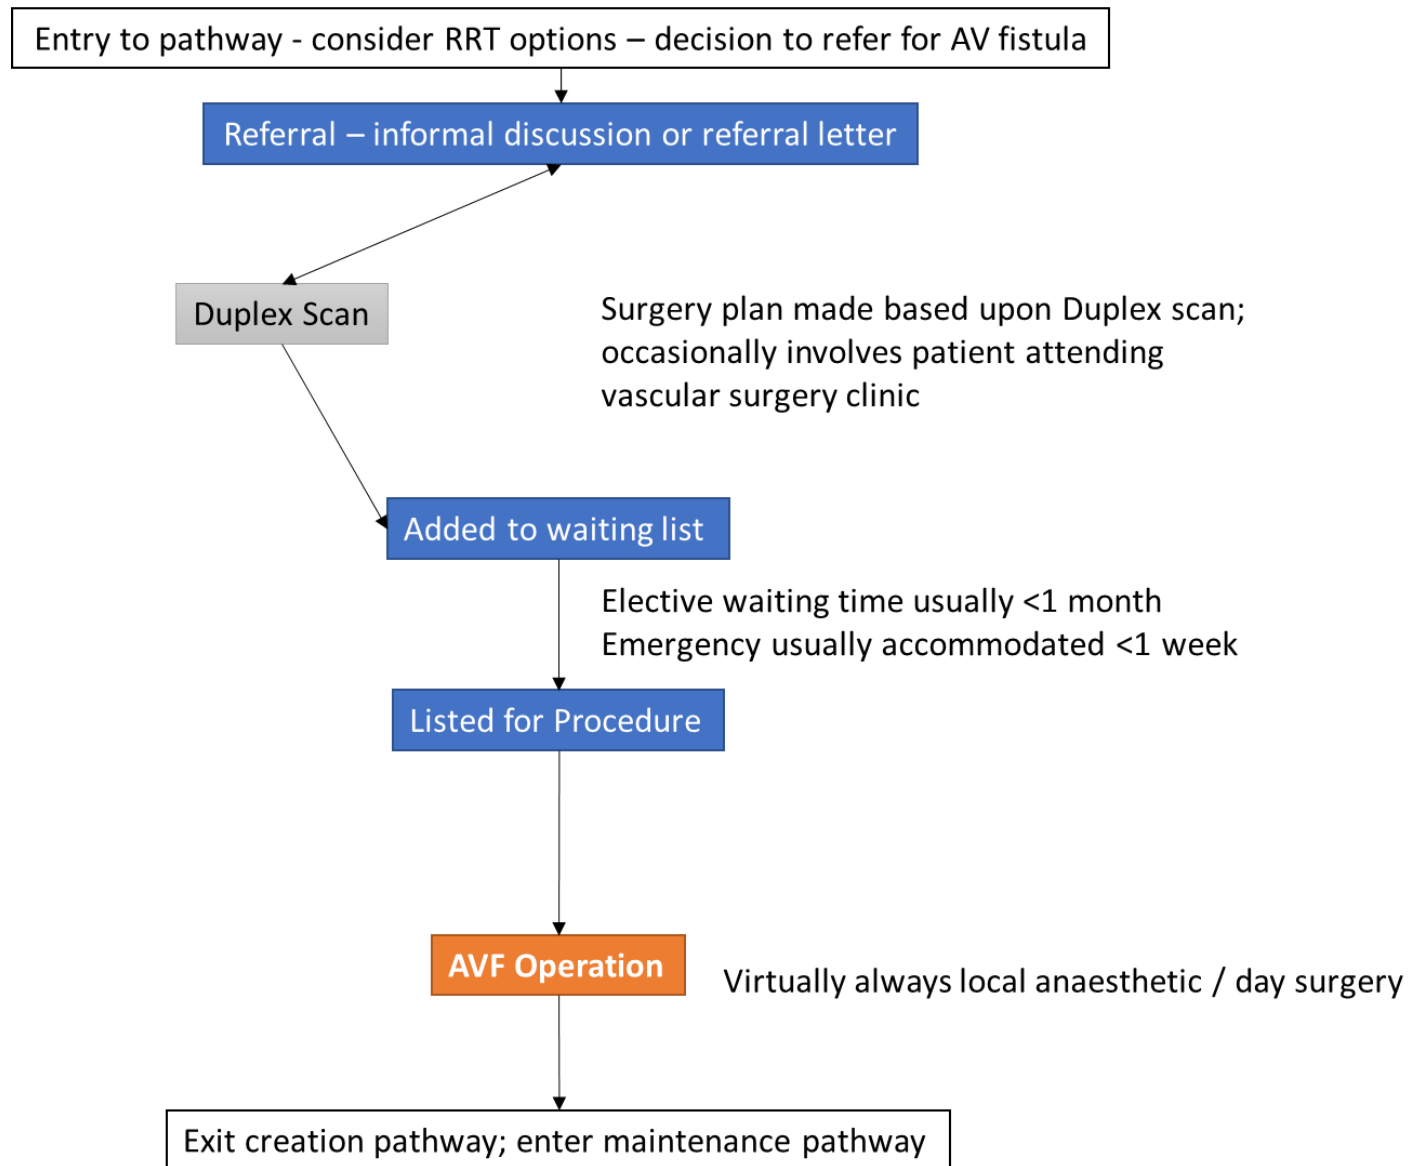 Entry to pathway - consider RRT options – decision to refer for AV fistula
Referral – informal discussion or referral letter
Duplex Scan
Surgery plan made based upon Duplex scan;
occasionally involves patient attending
vascular surgery clinic
Added to waiting list
Elective waiting time usually <1 month
Emergency usually accommodated <1 week
Listed for Procedure
AVF Operation
Virtually always local anaesthetic / day surgery
Exit creation pathway; enter maintenance pathway